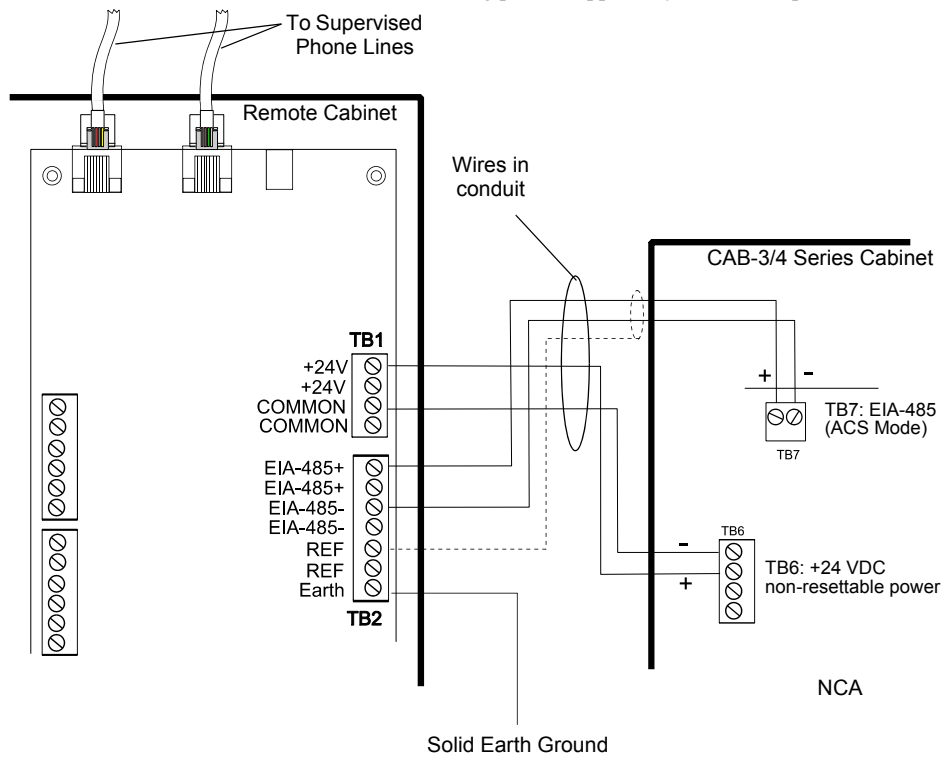 To Supervised
Phone Lines
Remote Cabinet
Wires in
conduit
CAB-3/4 Series Cabinet
TB1
+24V
+24V
COMMON
COMMON
+ -
TB7: EIA-485
(ACS Mode)
TB7
EIA-485+
EIA-485+
EIA-485-
EIA-485-
REF
REF
Earth
TB2
TB6
-
+
TB6: +24 VDC
non-resettable power
NCA
Solid Earth Ground